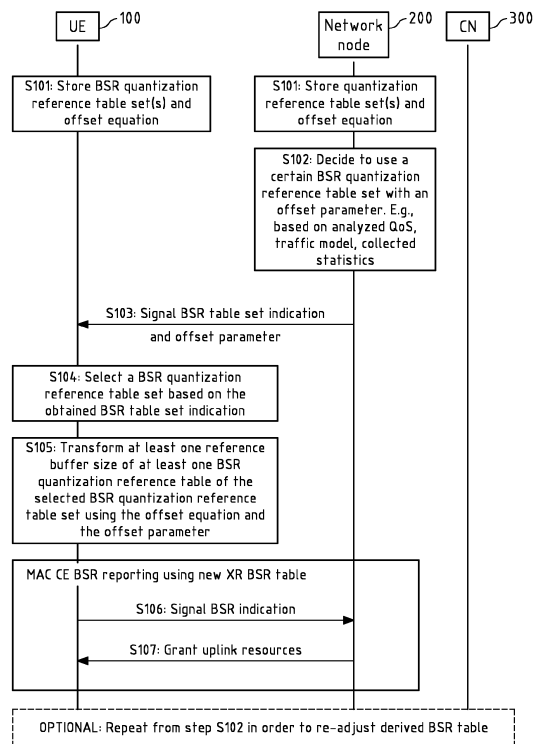 UE
100
Network
node
200
CN
300
S101: Store BSR quantization
reference table set(s) and
offset equation
S101: Store quantization
reference table set(s) and
offset equation
S102: Decide to use a
certain BSR quantization
reference table set with an
offset parameter. E.g.,
based on analyzed QoS,
traffic model, collected
statistics
S103: Signal BSR table set indication
and offset parameter
S104: Select a BSR quantization
reference table set based on the
obtained BSR table set indication
S105: Transform at least one reference
buffer size of at least one BSR
quantization reference table of the
selected BSR quantization reference
table set using the offset equation and
the offset parameter
MAC CE BSR reporting using new XR BSR table
S106: Signal BSR indication
S107: Grant uplink resources
OPTIONAL: Repeat from step S102 in order to re-adjust derived BSR table